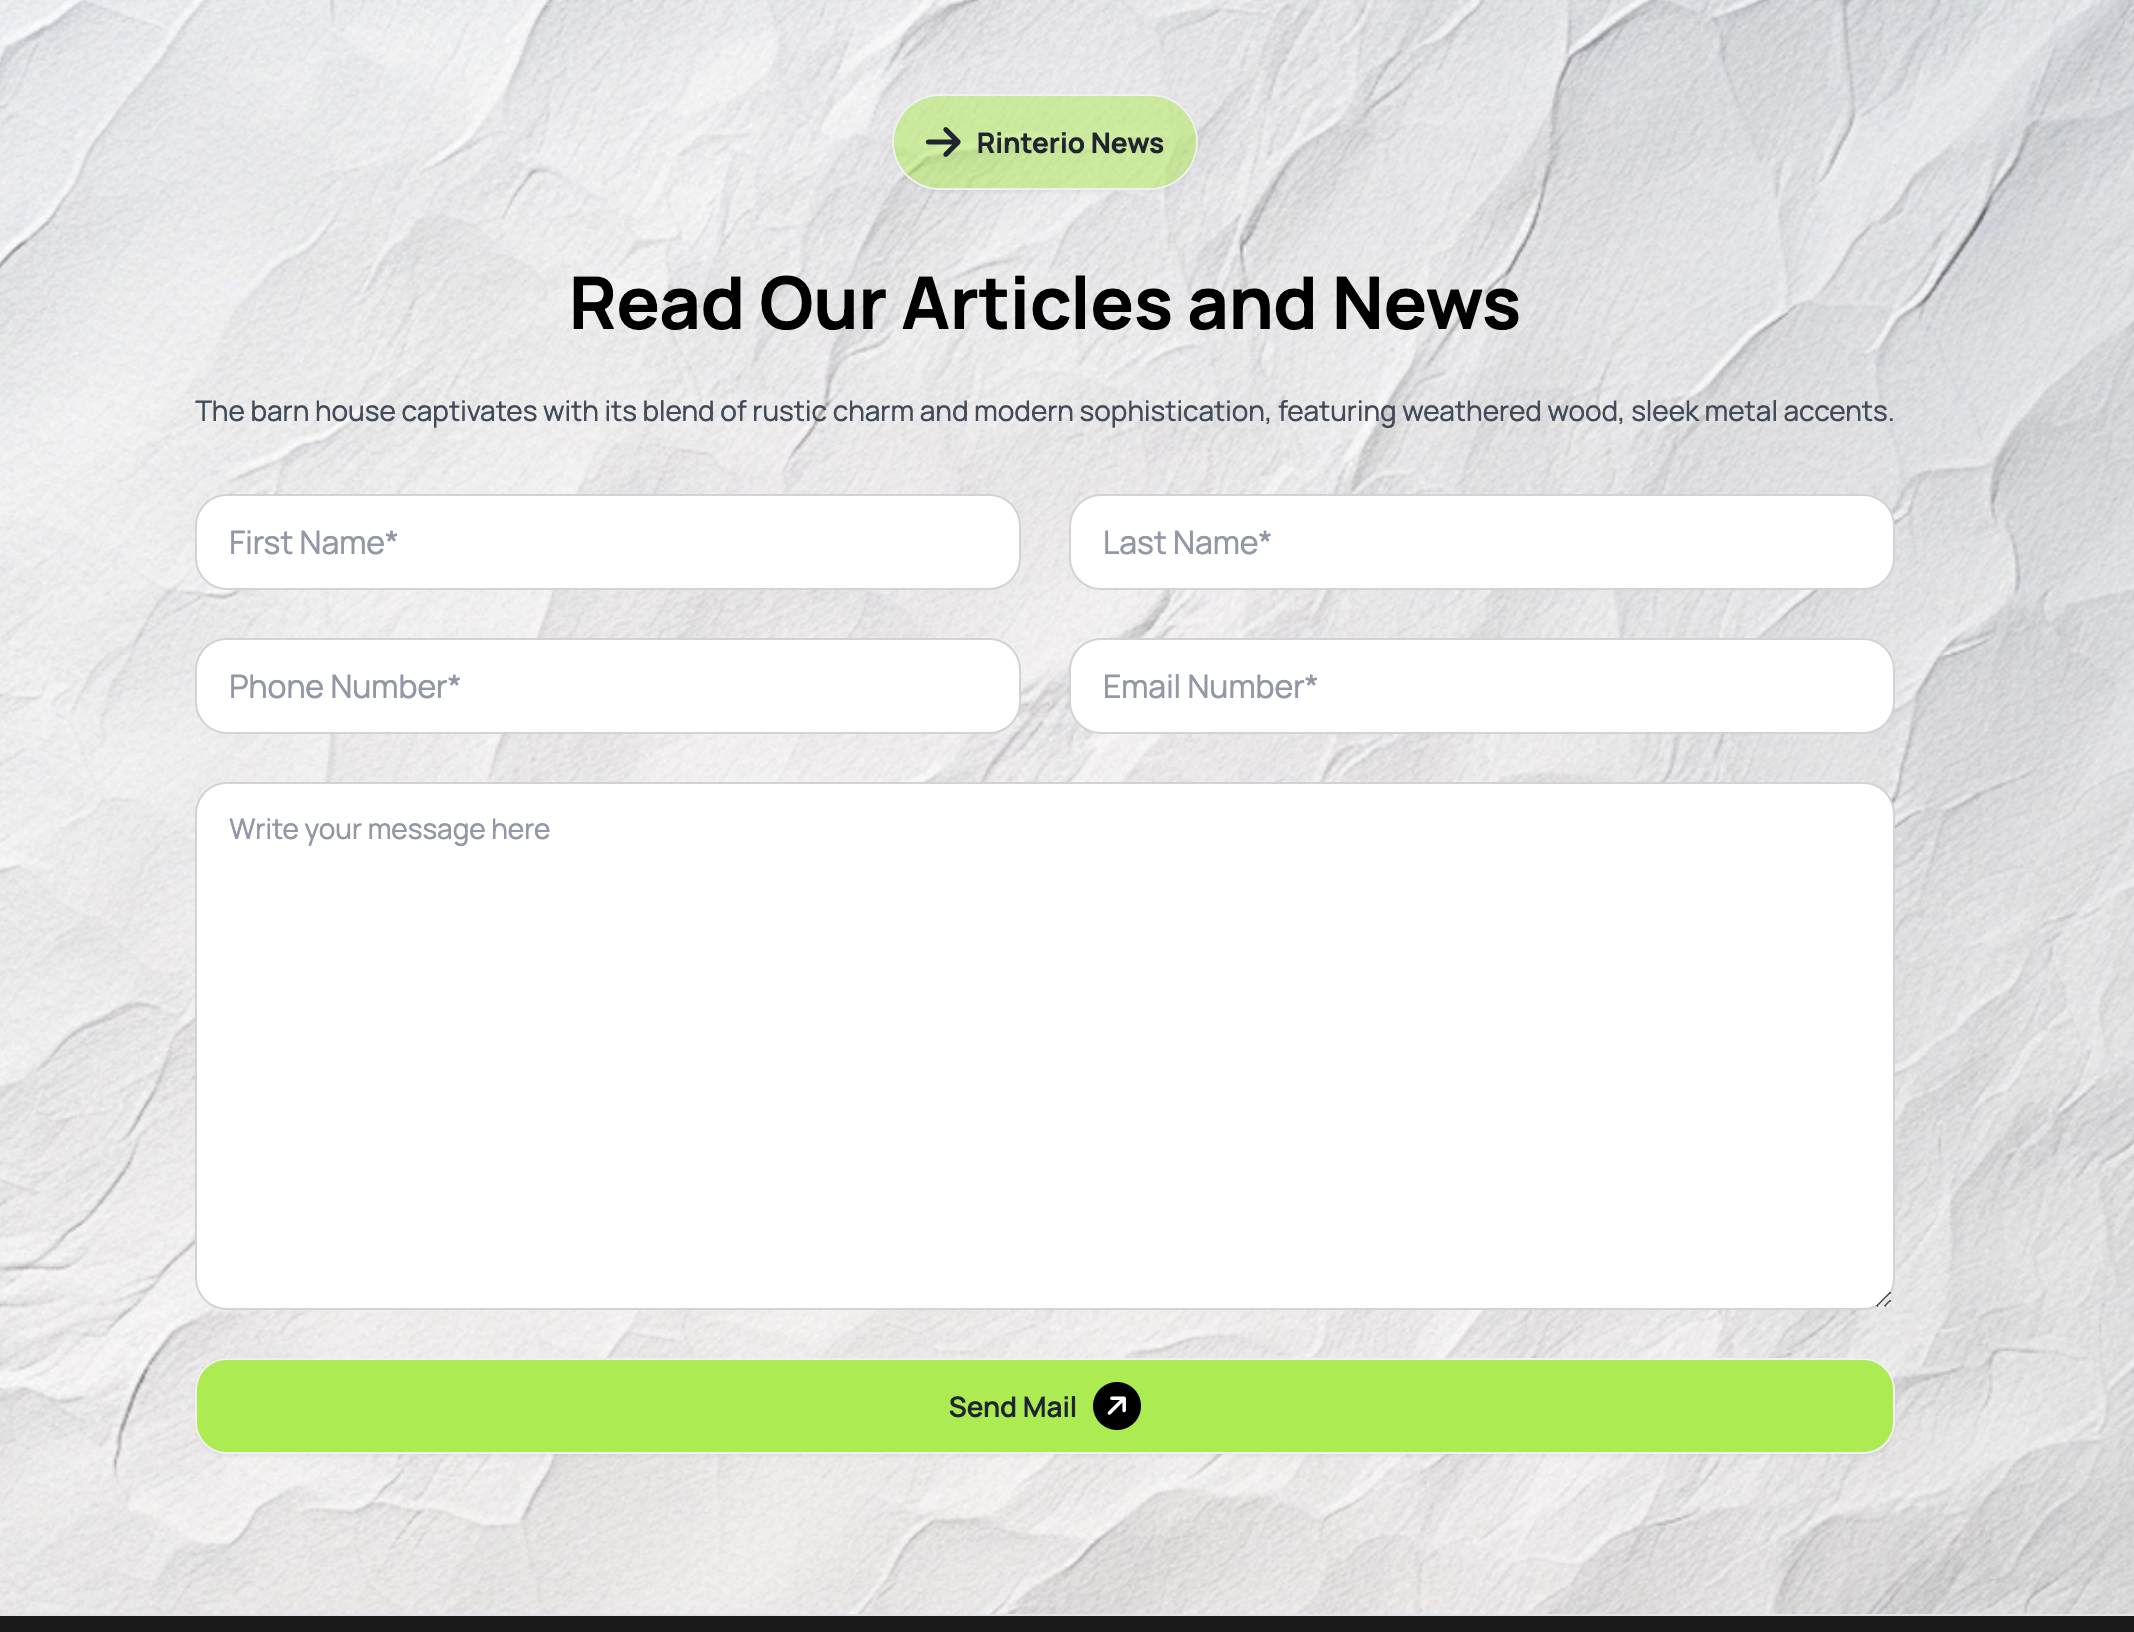 Rinterio News
Read Our Articles and News
The barn house captivates with its blend of rustic charm and modern sophistication, featuring weathered wood, sleek metal accents.
First Name*
Last Name*
Phone Number*
Email Number*
Write your message here
Send Mail